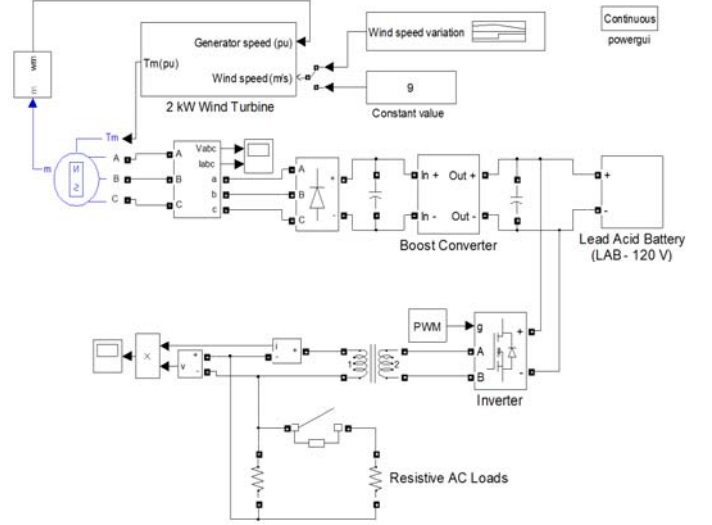 Continuous
powergui
Wind speed variation
Generator speed (pu)
Tm(pu)
Wind speed (m/s)
9
Constant value
2 kW Wind Turbine
wm
m
Tm
m
A
B
C
A
B
C
Vabc
Iabc
a
b
c
A
B
C
+
-
In +
In -
Out +
Out -
Boost Converter
+
-
Lead Acid Battery
(LAB - 120 V)
PWM
g
A
B
+
-
Inverter
1
2
i
+
-
v
+
-
×
N
S
Resistive AC Loads